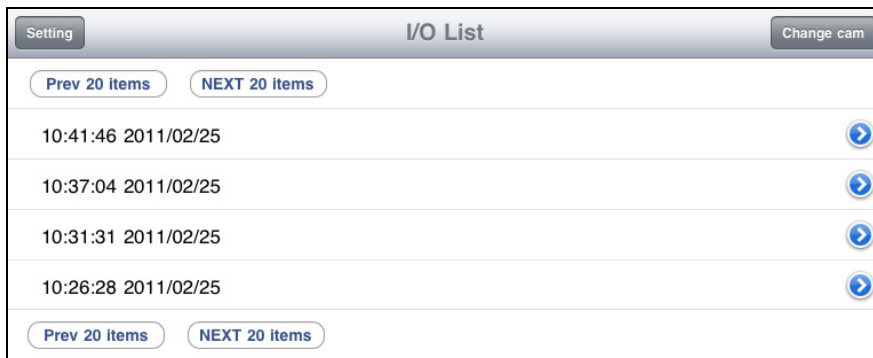 Setting I/O List Change cam
Prev 20 items NEXT 20 items
10:41:46 2011/02/25
10:37:04 2011/02/25
10:31:31 2011/02/25
10:26:28 2011/02/25
Prev 20 items NEXT 20 items